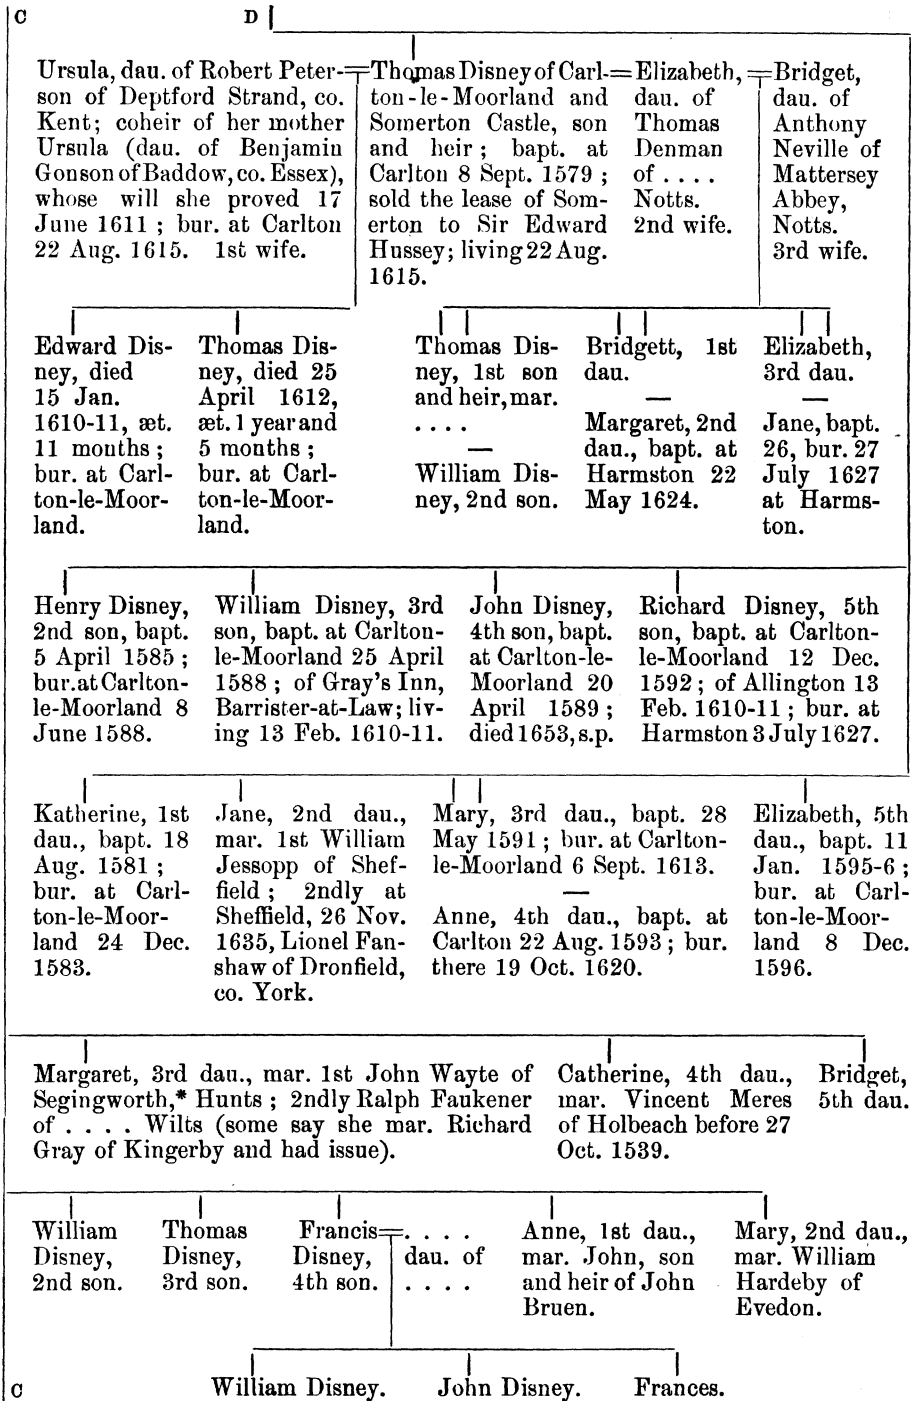 C
D
Ursula, dau. of Robert Peter-
son of Deptford Strand, co.
Kent; coheir of her mother
Ursula (dau. of Benjamin
Gonson of Baddow, co. Essex),
whose will she proved 17
June 1611 ; bur. at Carlton
22 Aug. 1615. 1st wife.
Thomas Disney of Carl-
ton-le-Moorland and
Somerton Castle, son
and heir ; bapt. at
Carlton 8 Sept. 1579 ;
sold the lease of Som-
erton to Sir Edward
Hussey; living 22 Aug.
1615.
Elizabeth,
dau. of
Thomas
Denman
of . . . .
Notts.
2nd wife.
Bridget,
dau. of
Anthony
Neville of
Mattersey
Abbey,
Notts.
3rd wife.
Edward Dis-
ney, died
15 Jan.
1610-11, æt.
11 months ;
bur. at Carl-
ton-le-Moor-
land.
Thomas Dis-
ney, died 25
April 1612,
æt. 1 year and
5 months ;
bur. at Carl-
ton-le-Moor-
land.
Thomas Dis-
ney, 1st son
and heir, mar.
. . . .
—
William Dis-
ney, 2nd son.
Bridgett, 1st
dau.
—
Margaret, 2nd
dau., bapt. at
Harmston 22
May 1624.
Elizabeth,
3rd dau.
—
Jane, bapt.
26, bur. 27
July 1627
at Harms-
ton.
Henry Disney,
2nd son, bapt.
5 April 1585 ;
bur. at Carlton-
le-Moorland 8
June 1588.
William Disney, 3rd
son, bapt. at Carlton-
le-Moorland 25 April
1588 ; of Gray's Inn,
Barrister-at-Law; liv-
ing 13 Feb. 1610-11.
John Disney,
4th son, bapt.
at Carlton-le-
Moorland 20
April 1589 ;
died 1653, s.p.
Richard Disney, 5th
son, bapt. at Carlton-
le-Moorland 12 Dec.
1592 ; of Allington 13
Feb. 1610-11 ; bur. at
Harmston 3 July 1627.
Katherine, 1st
dau., bapt. 18
Aug. 1581 ;
bur. at Carl-
ton-le-Moor-
land 24 Dec.
1583.
Jane, 2nd dau.,
mar. 1st William
Jessopp of Shef-
field ; 2ndly at
Sheffield, 26 Nov.
1635, Lionel Fan-
shaw of Dronfield,
co. York.
Mary, 3rd dau., bapt. 28
May 1591 ; bur. at Carlton-
le-Moorland 6 Sept. 1613.
—
Anne, 4th dau., bapt. at
Carlton 22 Aug. 1593 ; bur.
there 19 Oct. 1620.
Elizabeth, 5th
dau., bapt. 11
Jan. 1595-6 ;
bur. at Carl-
ton-le-Moor-
land 8 Dec.
1596.
Margaret, 3rd dau., mar. 1st John Wayte of
Segingworth,* Hunts ; 2ndly Ralph Faukener
of . . . . Wilts (some say she mar. Richard
Gray of Kingerby and had issue).
Catherine, 4th dau.,
mar. Vincent Meres
of Holbeach before 27
Oct. 1539.
Bridget,
5th dau.
William
Disney,
2nd son.
Thomas
Disney,
3rd son.
Francis
Disney,
4th son.
. . . .
dau. of
. . . .
Anne, 1st dau.,
mar. John, son
and heir of John
Bruen.
Mary, 2nd dau.,
mar. William
Hardeby of
Evedon.
C
William Disney.
John Disney.
Frances.